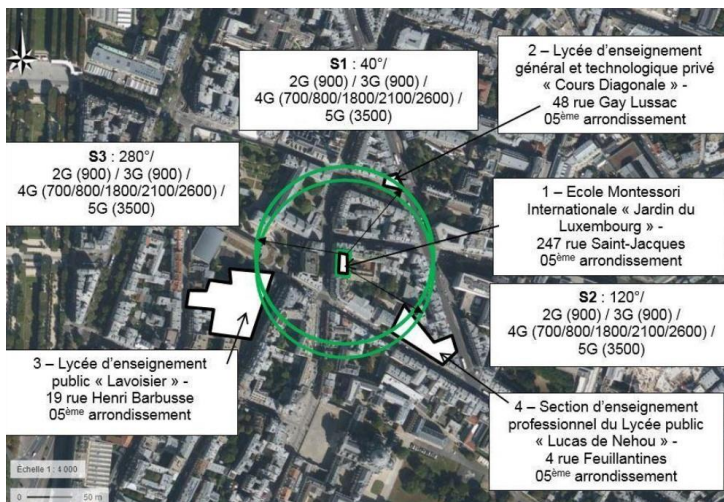 S1 : 40°/
2G (900) / 3G (900) /
4G (700/800/1800/2100/2600) /
5G (3500)
2 – Lycée d’enseignement
général et technologique privé
« Cours Diagonale » -
48 rue Gay Lussac
05ème arrondissement
S3 : 280°/
2G (900) / 3G (900) /
4G (700/800/1800/2100/2600) /
5G (3500)
1 – Ecole Montessori
Internationale « Jardin du
Luxembourg » -
247 rue Saint-Jacques
05ème arrondissement
S2 : 120°/
2G (900) / 3G (900) /
4G (700/800/1800/2100/2600) /
5G (3500)
3 – Lycée d’enseignement
public « Lavoisier » -
19 rue Henri Barbusse
05ème arrondissement
4 – Section d’enseignement
professionnel du Lycée public
« Lucas de Nehou » -
4 rue Feuillantines
05ème arrondissement
Échelle 1 : 4 000
0 50 m